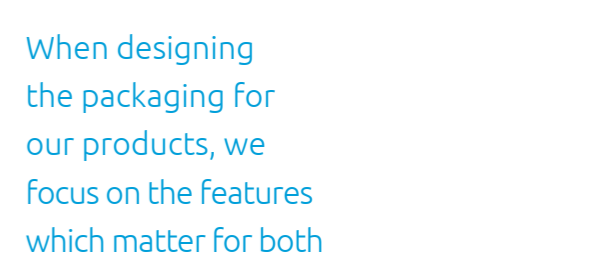 When designing
the packaging for
our products, we
focus on the features
which matter for both